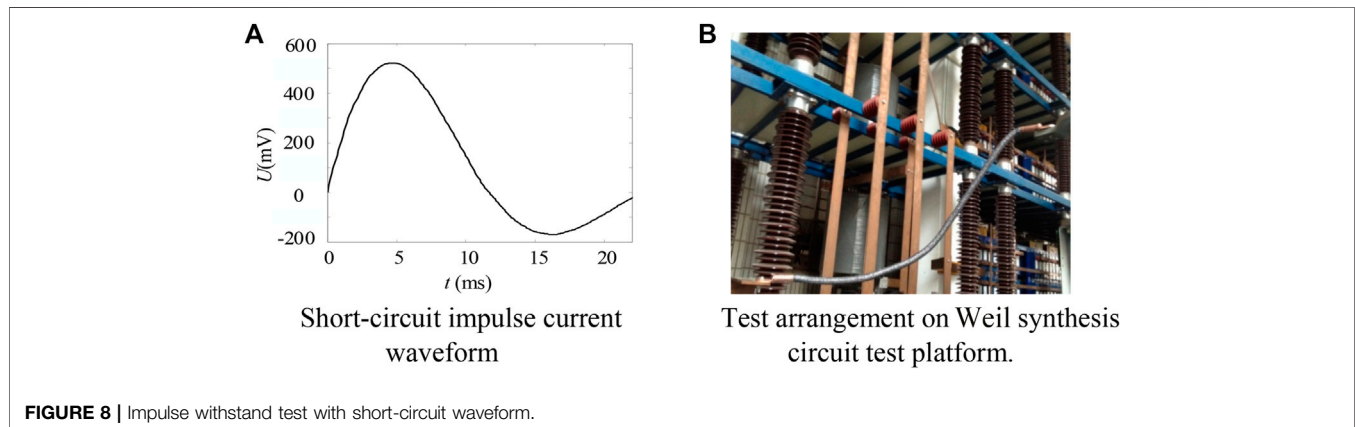 A
600
400
200
0
-200
U(mV)
0 5 10 15 20
t (ms)
Short-circuit impulse current
waveform
B
Test arrangement on Weil synthesis
circuit test platform.
FIGURE 8 | Impulse withstand test with short-circuit waveform.